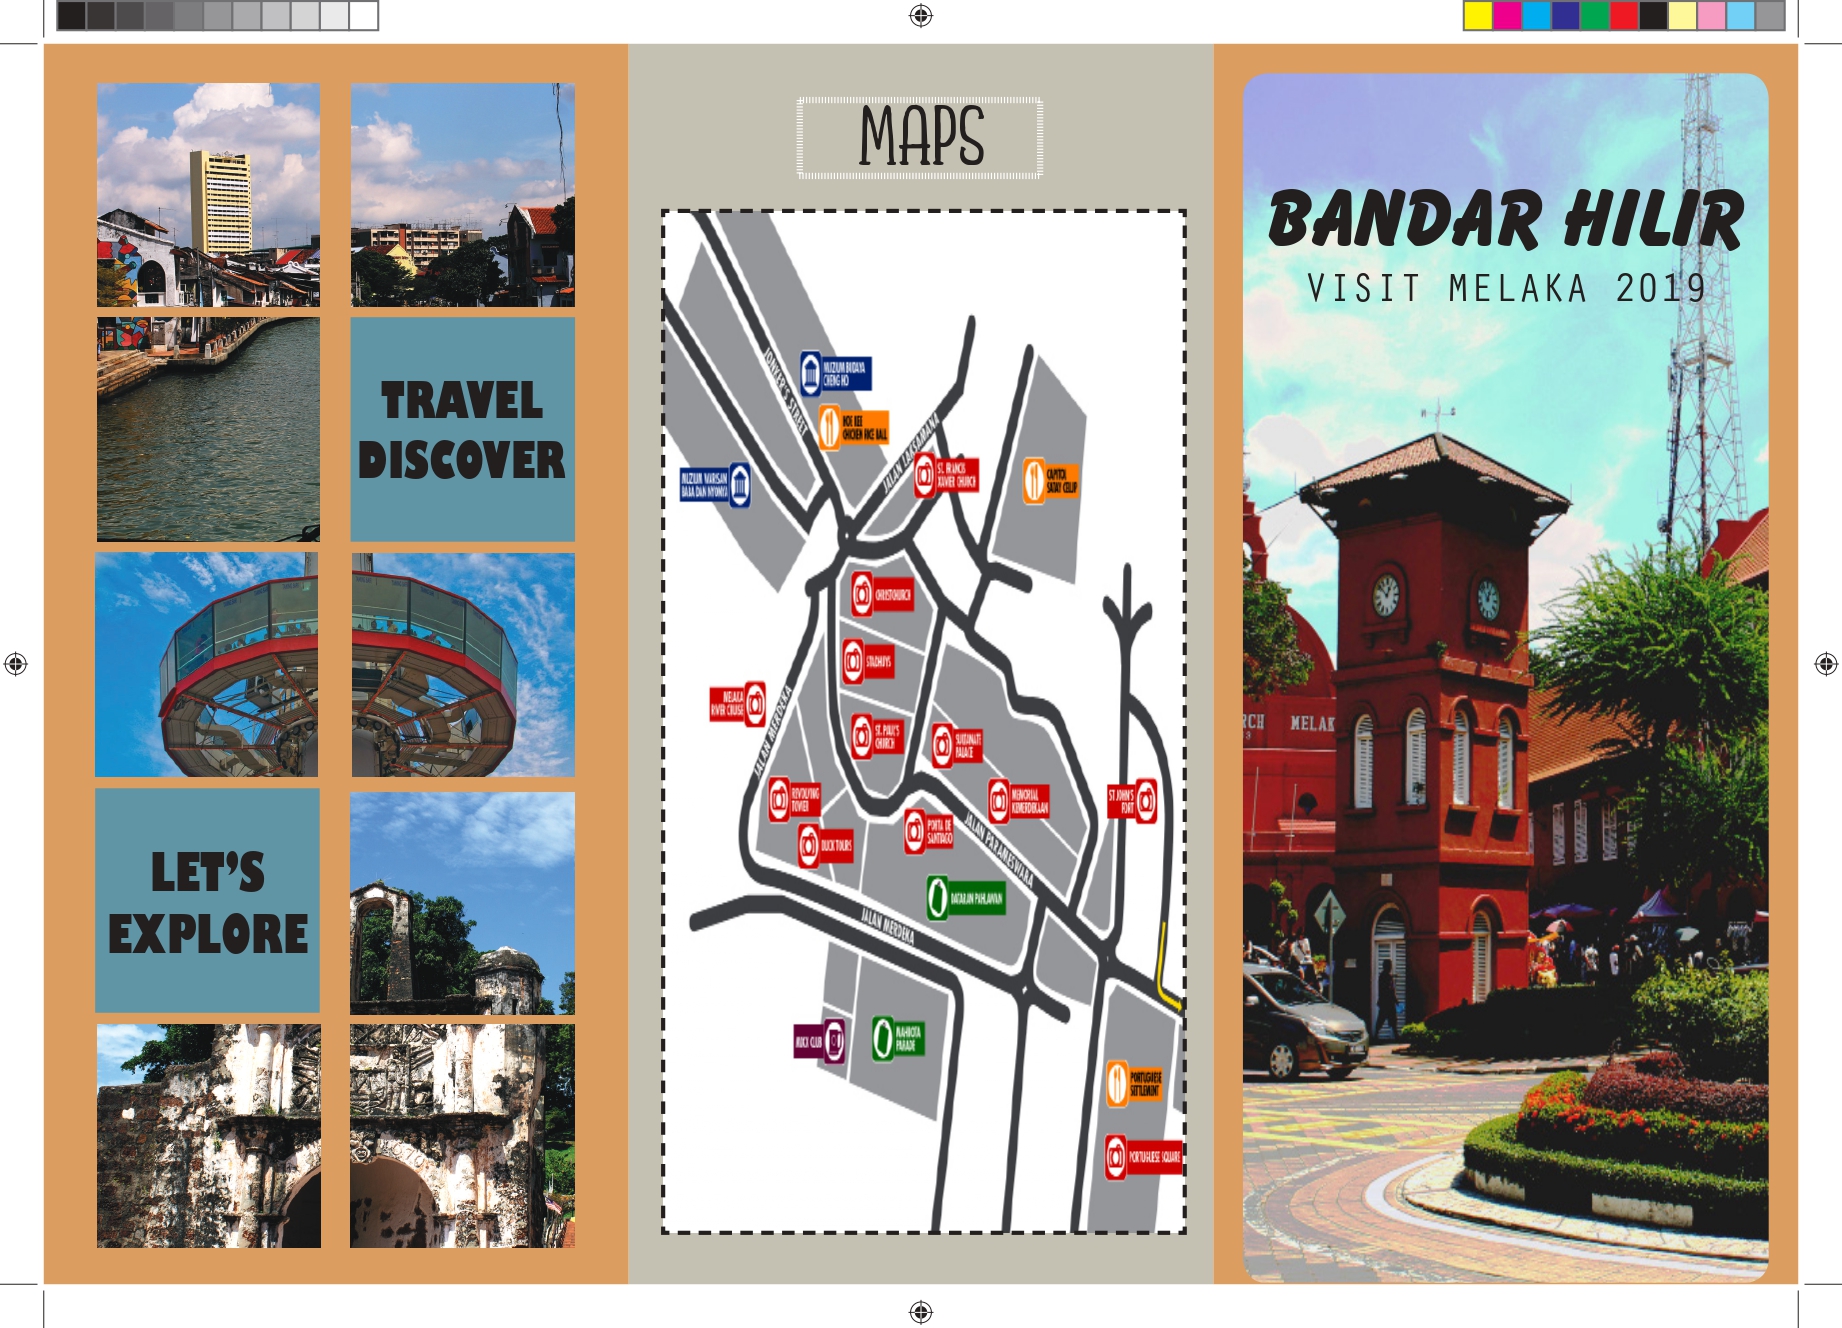 TRAVEL
DISCOVER
LET'S
EXPLORE
MAPS
JONKER'S STREET
MUZIUM BUDAYA
CHENG HO
HOE KEE
CHICKEN RICE BALL
JALAN LAKSAMANA
ST. FRANCIS
XAVIER CHURCH
CAPITOL
SATAY CELUP
MUZIUM WARISAN
BABA DAN NYONYA
CHRISTCHURCH
STADHUYS
MELAKA
RIVER CRUISE
JALAN MERDEKA
ST. PAUL'S
CHURCH
SULTANATE
PALACE
REVOLVING
TOWER
MEMORIAL
KEMERDEKAAN
ST JOHN'S
FORT
DUCK TOURS
PORTA DE
SANTIAGO
JALAN PARAMESWARA
DATARAN PAHLAWAN
JALAN MERDEKA
MIXX CLUB
MAHKOTA
PARADE
PORTUGUESE
SETTLEMENT
PORTUGUESE SQUARE
BANDAR HILIR
VISIT MELAKA 2019
RCH MELAK
3